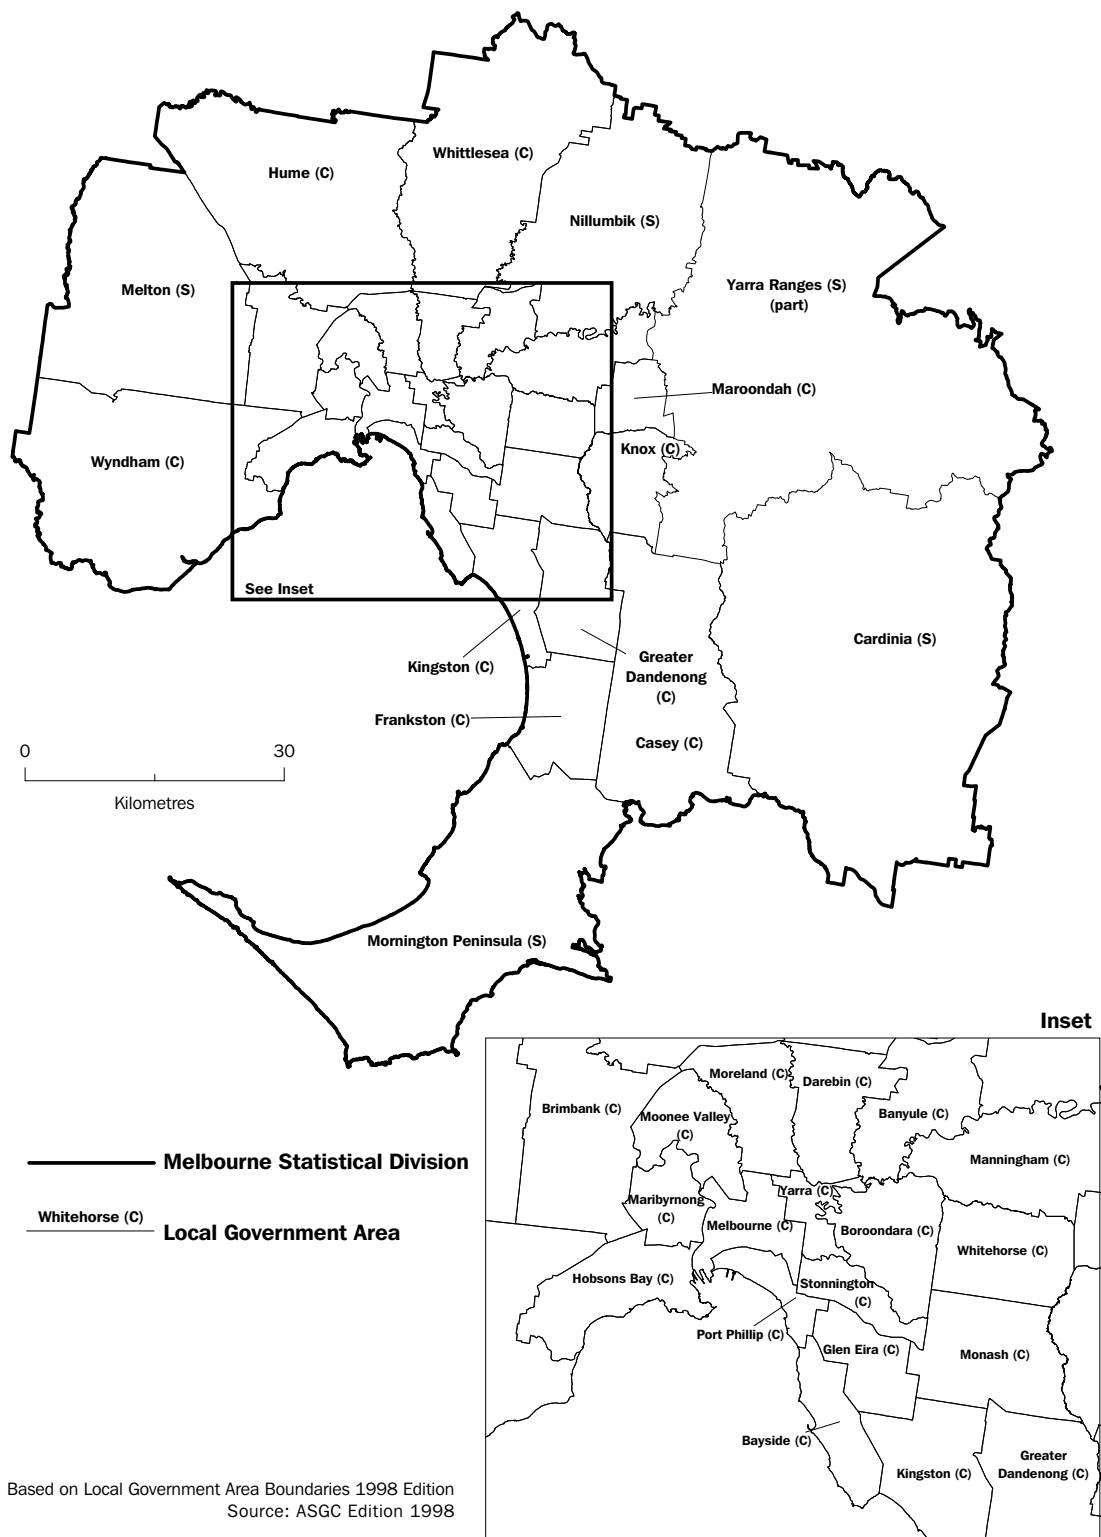 Whittlesea (C)
Hume (C)
Nillumbik (S)
Melton (S)
Yarra Ranges (S)
(part)
Maroondah (C)
Knox (C)
Wyndham (C)
See Inset
Cardinia (S)
Kingston (C)
Greater
Dandenong
(C)
Frankston (C)
Casey (C)
0 30
Kilometres
Mornington Peninsula (S)
Inset
Moreland (C)
Darebin (C)
Brimbank (C)
Moonee Valley
(C)
Banyule (C)
Manningham (C)
Yarra (C)
Maribyrnong
(C)
Melbourne (C)
Boroondara (C)
Whitehorse (C)
Hobsons Bay (C)
Stonnington
(C)
Port Phillip (C)
Glen Eira (C)
Monash (C)
Bayside (C)
Kingston (C)
Greater
Dandenong (C)
Melbourne Statistical Division
Whitehorse (C)
Local Government Area
Based on Local Government Area Boundaries 1998 Edition
Source: ASGC Edition 1998